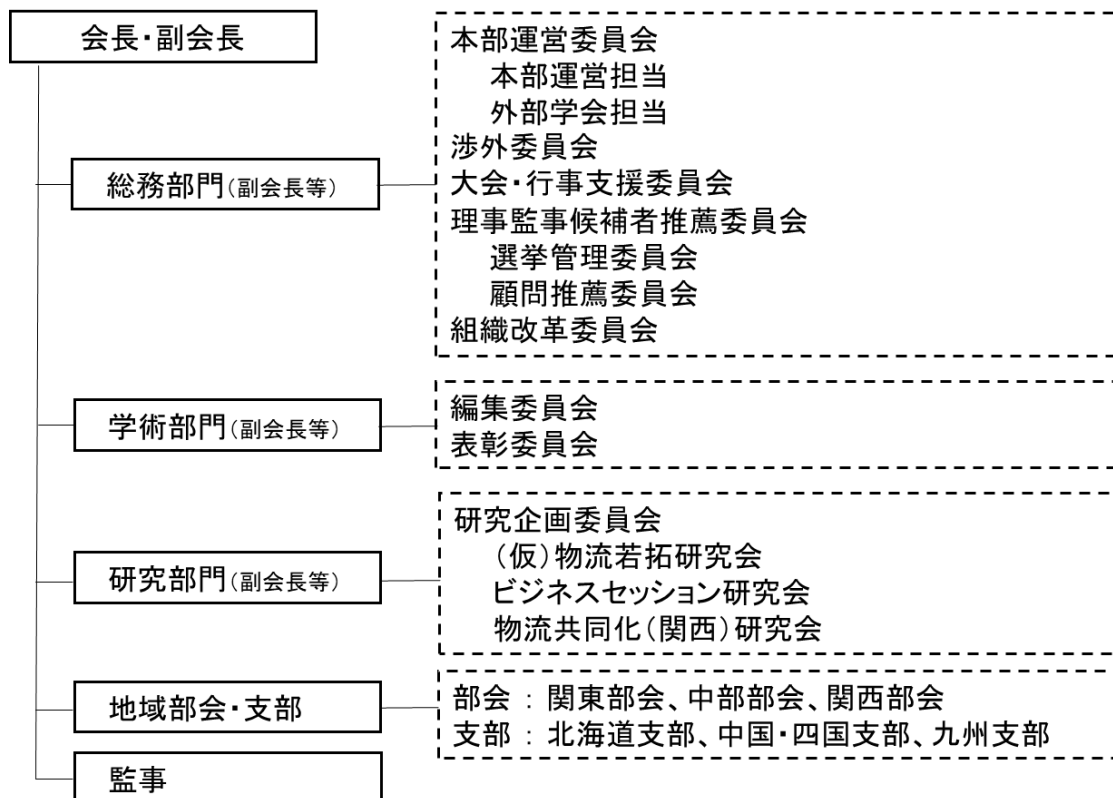 会長・副会長
総務部門(副会長等)
本部運営委員会
本部運営担当
外部学会担当
渉外委員会
大会・行事支援委員会
理事監事候補者推薦委員会
選挙管理委員会
顧問推薦委員会
組織改革委員会
学術部門(副会長等)
編集委員会
表彰委員会
研究部門(副会長等)
研究企画委員会
(仮)物流若拓研究会
ビジネスセッション研究会
物流共同化(関西)研究会
地域部会・支部
部会 : 関東部会、中部部会、関西部会
支部 : 北海道支部、中国・四国支部、九州支部
監事